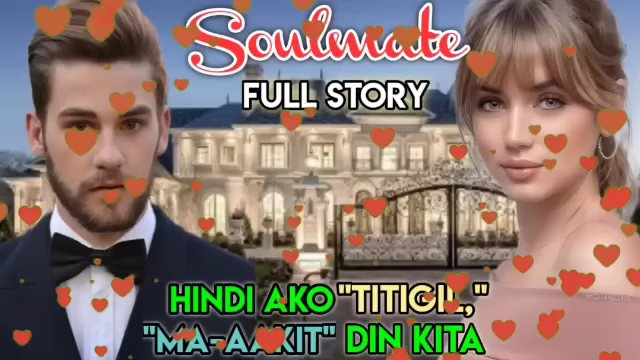 Soulmate
FULL STORY
HINDI AKO "TITIGIL,"
"MA-AAKIT" DIN KITA